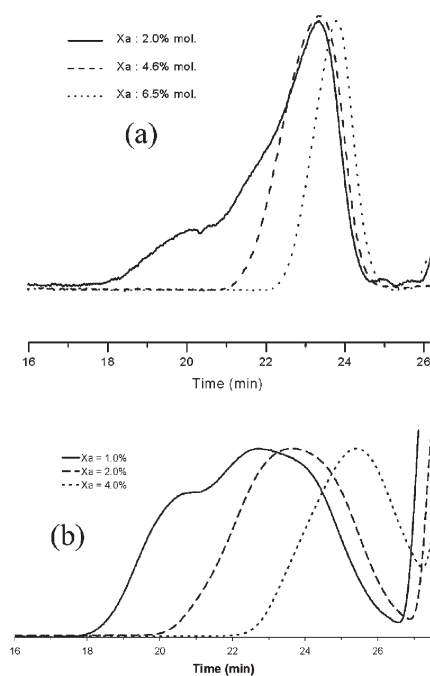 Xa : 2.0% mol.
Xa : 4.6% mol.
Xa : 6.5% mol.
(a)
16 18 20 22 24 26
Time (min)
Xa = 1.0%
Xa = 2.0%
Xa = 4.0%
(b)
16 18 20 22 24 26
Time (min)